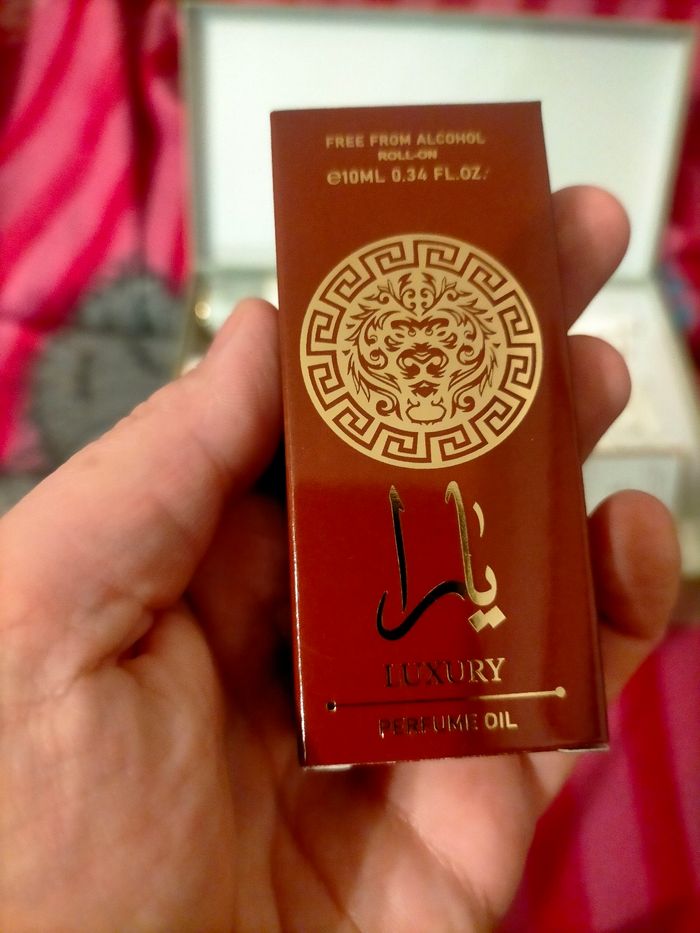 FREE FROM ALCOHOL
ROLL-ON
℮10ML 0.34 FL.OZ.
يارا
LUXURY
PERFUME OIL